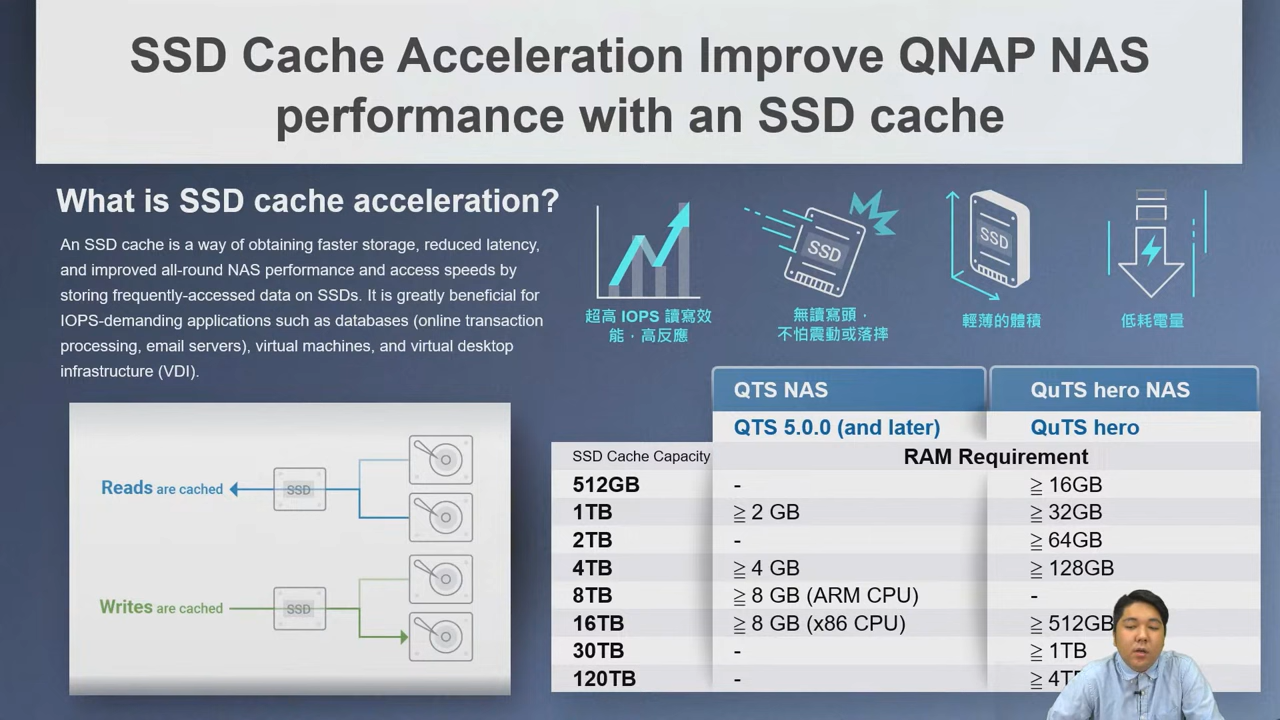 SSD Cache Acceleration Improve QNAP NAS
performance with an SSD cache
What is SSD cache acceleration?
An SSD cache is a way of obtaining faster storage, reduced latency,
and improved all-round NAS performance and access speeds by
storing frequently-accessed data on SSDs. It is greatly beneficial for
IOPS-demanding applications such as databases (online transaction
processing, email servers), virtual machines, and virtual desktop
infrastructure (VDI).
SSD
SSD
超高 IOPS 讀寫效
能，高反應
無讀寫頭，
不怕震動或落摔
輕薄的體積
低耗電量
Reads are cached
SSD
Writes are cached
SSD
QTS NAS QuTS hero NAS
QTS 5.0.0 (and later) QuTS hero
SSD Cache Capacity RAM Requirement
512GB - ≧ 16GB
1TB ≧ 2 GB ≧ 32GB
2TB - ≧ 64GB
4TB ≧ 4 GB ≧ 128GB
8TB ≧ 8 GB (ARM CPU) -
16TB ≧ 8 GB (x86 CPU) ≧ 512GB
30TB - ≧ 1TB
120TB - ≧